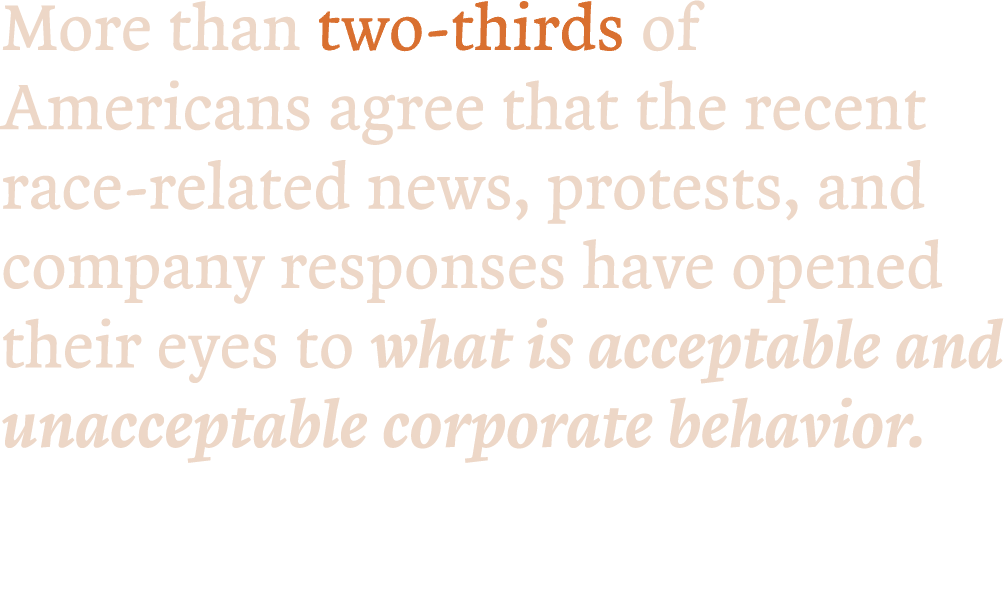 More than two-thirds of
Americans agree that the recent
race-related news, protests, and
company responses have opened
their eyes to what is acceptable and
unacceptable corporate behavior.